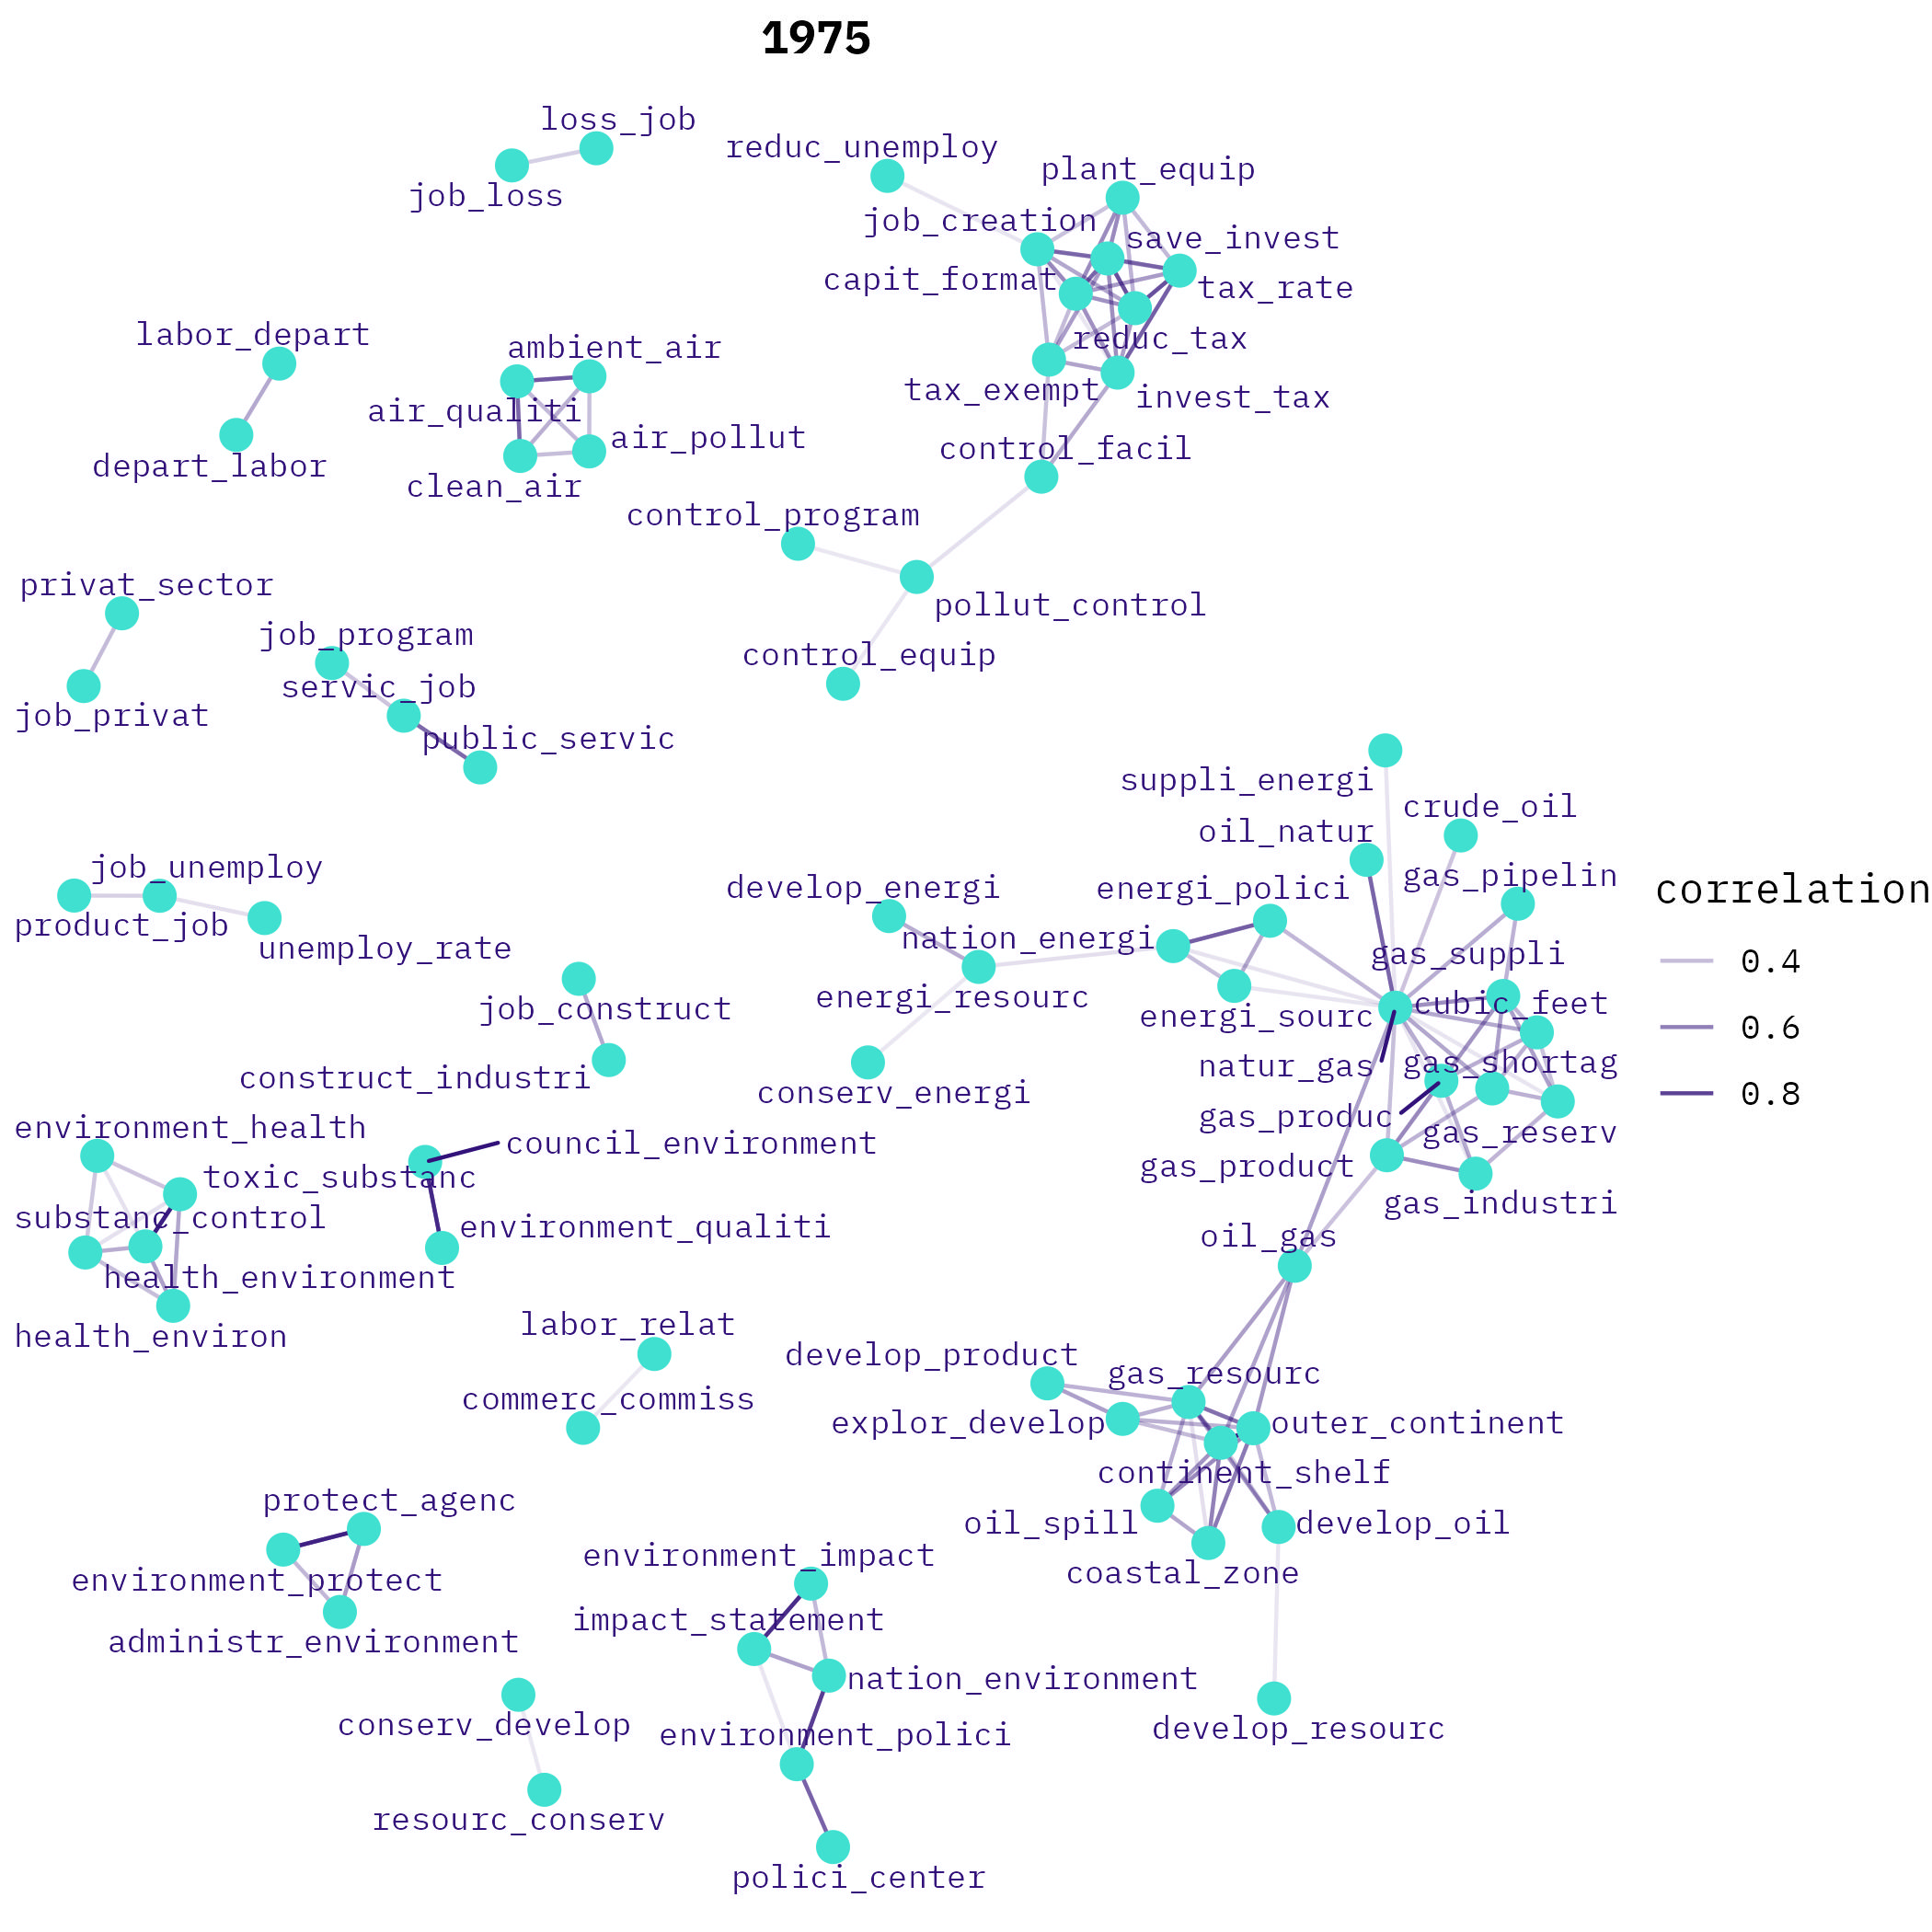 1975
loss_job
reduc_unemploy
plant_equip
job_loss
job_creation
save_invest
capit_format
tax_rate
labor_depart
ambient_air
reduc_tax
tax_exempt
invest_tax
air_qualiti
air_pollut
control_facil
depart_labor
clean_air
control_program
privat_sector
pollut_control
job_program
control_equip
servic_job
job_privat
public_servic
suppli_energi
crude_oil
oil_natur
job_unemploy
develop_energi
energi_polici
gas_pipelin
correlation
product_job
nation_energi
unemploy_rate
gas_suppli
0.4
energi_resourc
job_construct
cubic_feet
energi_sourc
0.6
natur_gas
gas_shortag
construct_industri
conserv_energi
0.8
environment_health
gas_produc
gas_reserv
council_environment
toxic_substanc
gas_product
gas_industri
substanc_control
environment_qualiti
oil_gas
health_environment
health_environ
labor_relat
develop_product
gas_resourc
commerc_commiss
explor_develop
outer_continent
continent_shelf
protect_agenc
oil_spill
develop_oil
environment_impact
coastal_zone
environment_protect
impact_statement
administr_environment
nation_environment
conserv_develop
environment_polici
develop_resourc
resourc_conserv
polici_center